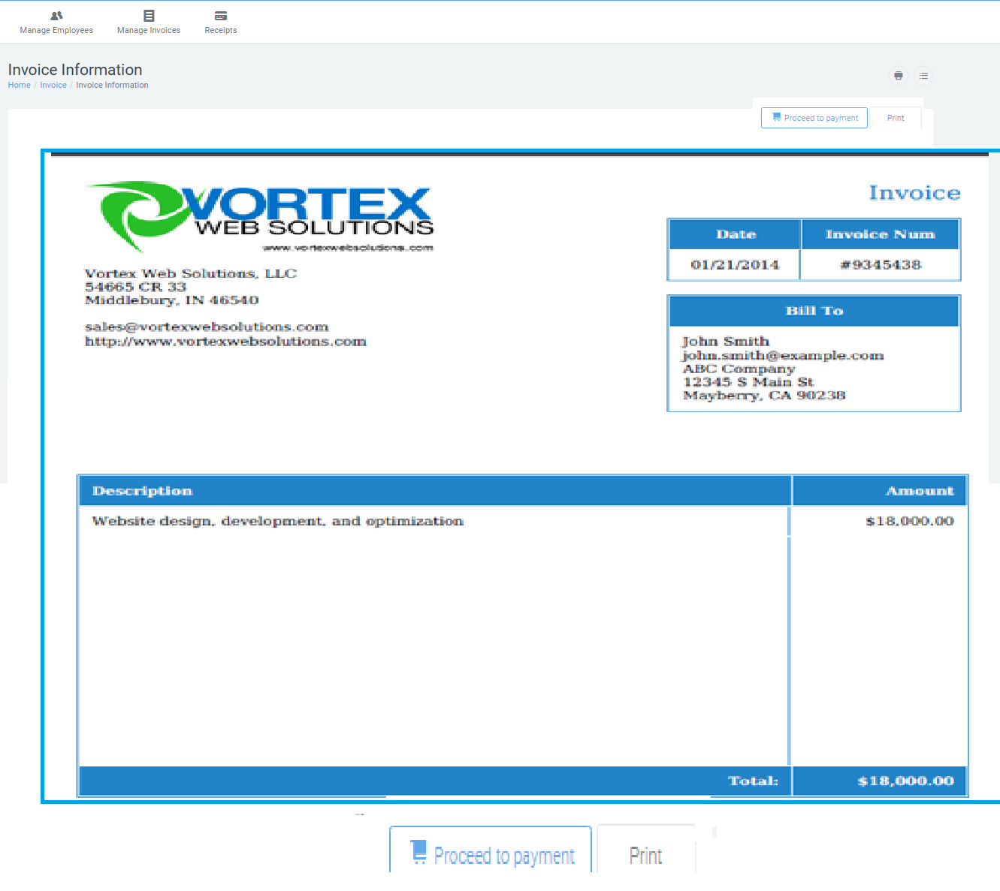 Manage Employees Manage Invoices Receipts
Invoice Information
Home / Invoice / Invoice Information
Proceed to payment Print
VORTEX
WEB SOLUTIONS
www.vortexwebsolutions.com
Invoice
Date Invoice Num
01/21/2014 #9345438
Vortex Web Solutions, LLC
54665 CR 33
Middlebury, IN 46540
sales@vortexwebsolutions.com
http://www.vortexwebsolutions.com
Bill To
John Smith
john.smith@example.com
ABC Company
12345 S Main St
Mayberry, CA 90238
Description Amount
Website design, development, and optimization $18,000.00
Total: $18,000.00
Proceed to payment Print